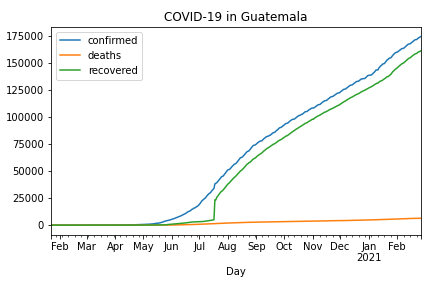 COVID-19 in Guatemala
confirmed
deaths
recovered
175000
150000
125000
100000
75000
50000
25000
0
Feb Mar Apr May Jun Jul Aug Sep Oct Nov Dec Jan Feb
2021
Day